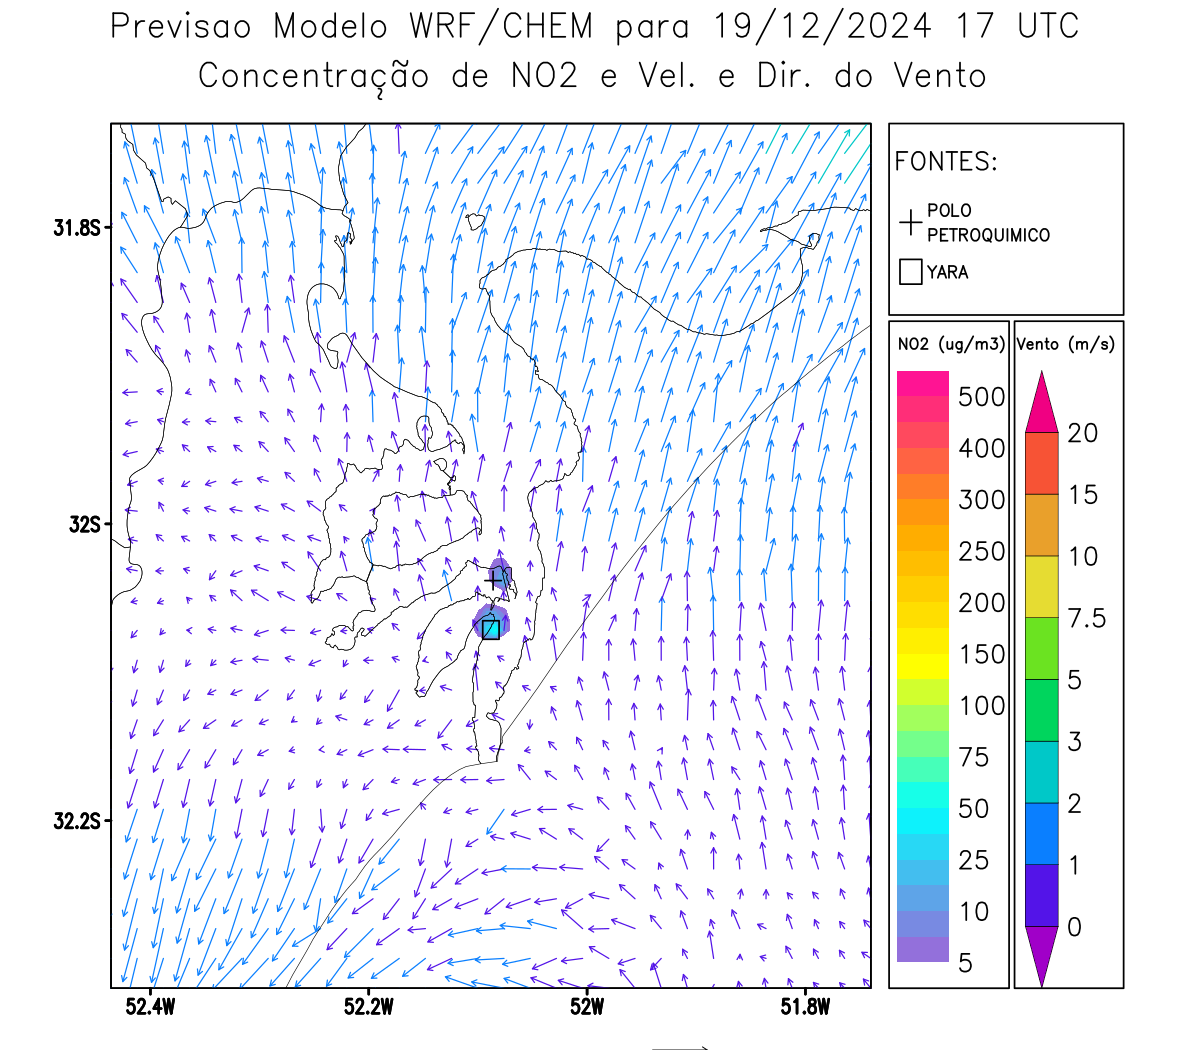 Previsao Modelo WRF/CHEM para 19/12/2024 17 UTC
Concentração de NO2 e Vel. e Dir. do Vento
FONTES:
POLO
PETROQUIMICO
YARA
NO2 (ug/m3)
500
400
300
250
200
150
100
75
50
25
10
5
Vento (m/s)
20
15
10
7.5
5
3
2
1
0
31.8S
32S
32.2S
52.4W
52.2W
52W
51.8W